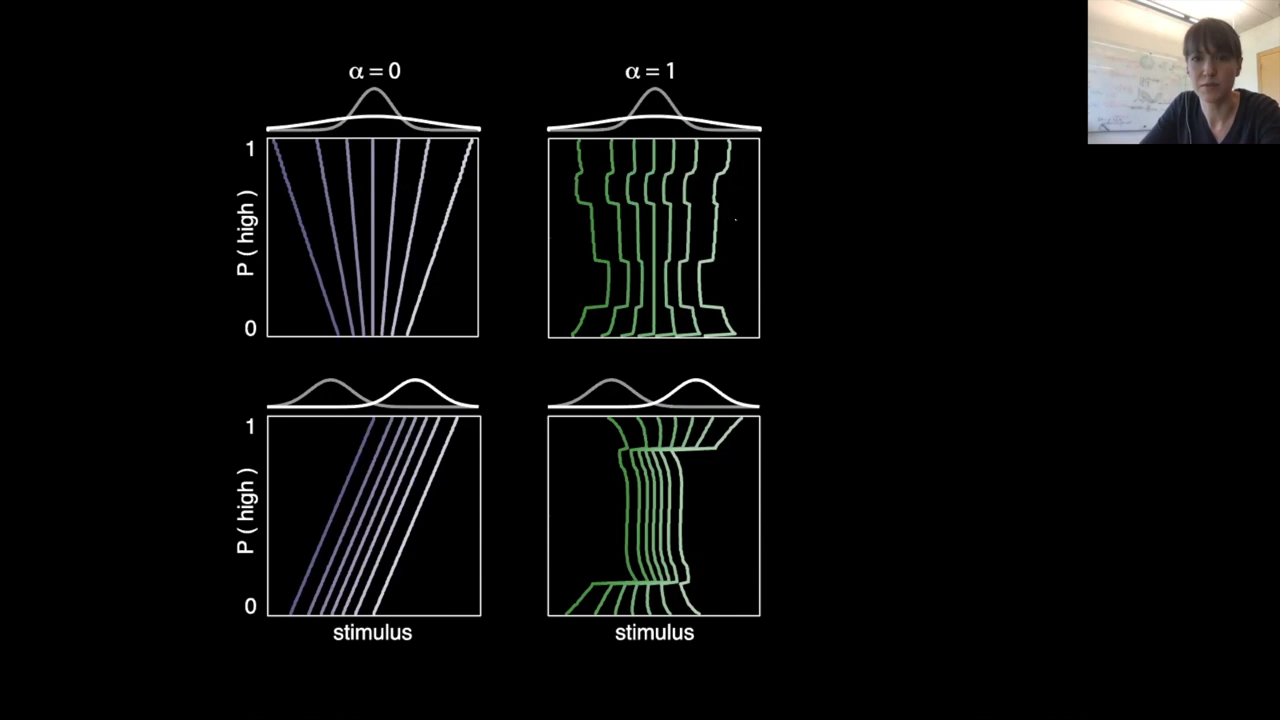 α = 0
α = 1
1
P ( high )
0
1
P ( high )
0
stimulus
stimulus